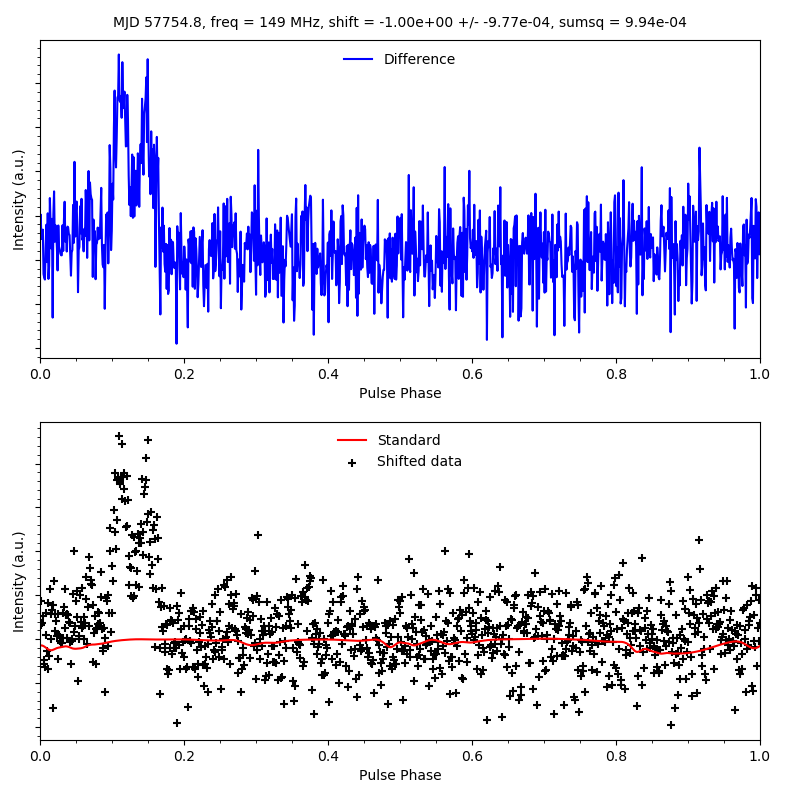 MJD 57754.8, freq = 149 MHz, shift = -1.00e+00 +/- -9.77e-04, sumsq = 9.94e-04
Difference
Intensity (a.u.)
0.0 0.2 0.4 0.6 0.8 1.0
Pulse Phase
Standard
Shifted data
Intensity (a.u.)
0.0 0.2 0.4 0.6 0.8 1.0
Pulse Phase